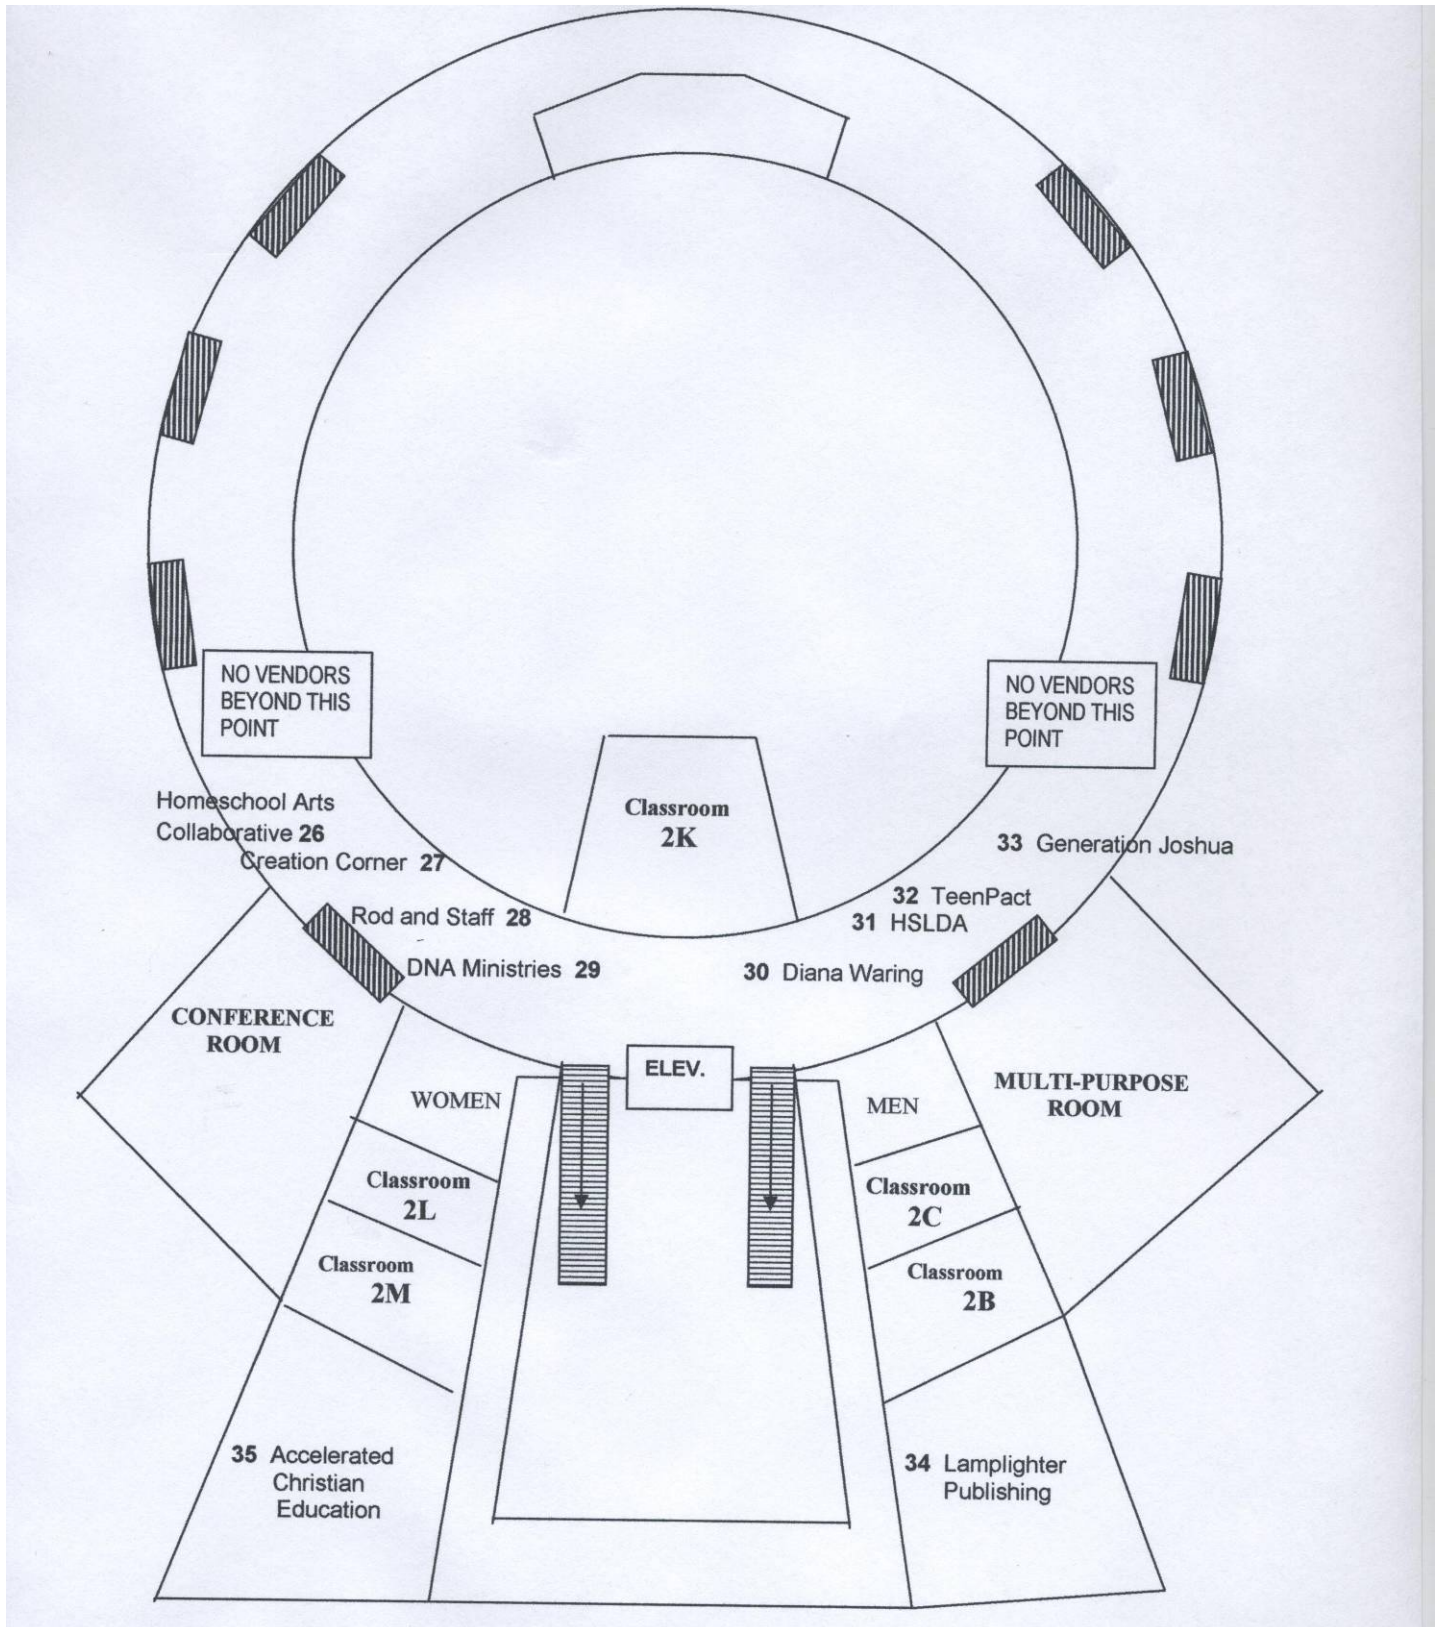 NO VENDORS
BEYOND THIS
POINT
NO VENDORS
BEYOND THIS
POINT
Classroom
2K
Homeschool Arts
Collaborative 26
Creation Corner 27
Rod and Staff 28
DNA Ministries 29
33 Generation Joshua
32 TeenPact
31 HSLDA
30 Diana Waring
CONFERENCE
ROOM
ELEV.
MULTI-PURPOSE
ROOM
WOMEN
MEN
Classroom
2L
Classroom
2C
Classroom
2M
Classroom
2B
35 Accelerated
Christian
Education
34 Lamplighter
Publishing